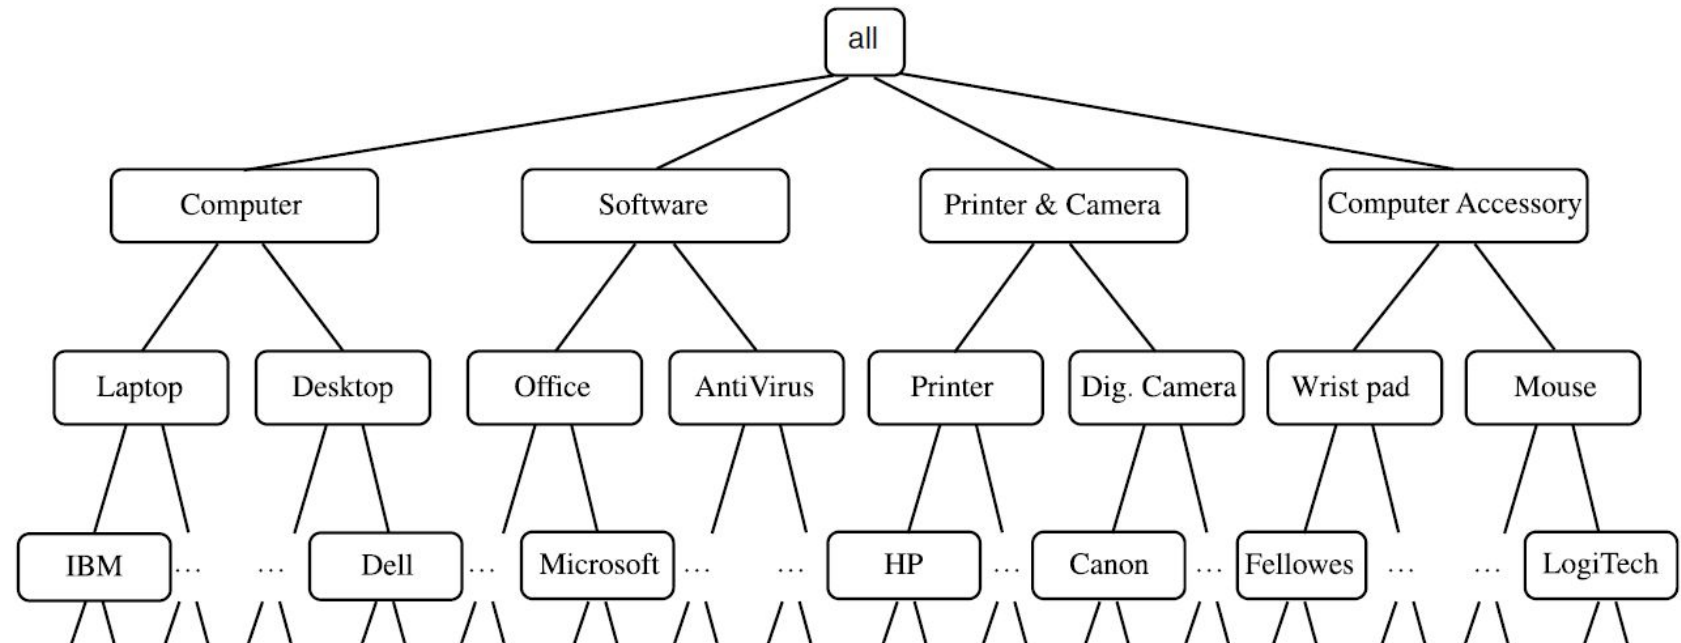 all
Computer
Software
Printer & Camera
Computer Accessory
Laptop
Desktop
Office
AntiVirus
Printer
Dig. Camera
Wrist pad
Mouse
IBM
...
...
Dell
...
Microsoft
...
...
HP
...
Canon
...
Fellowes
...
...
LogiTech